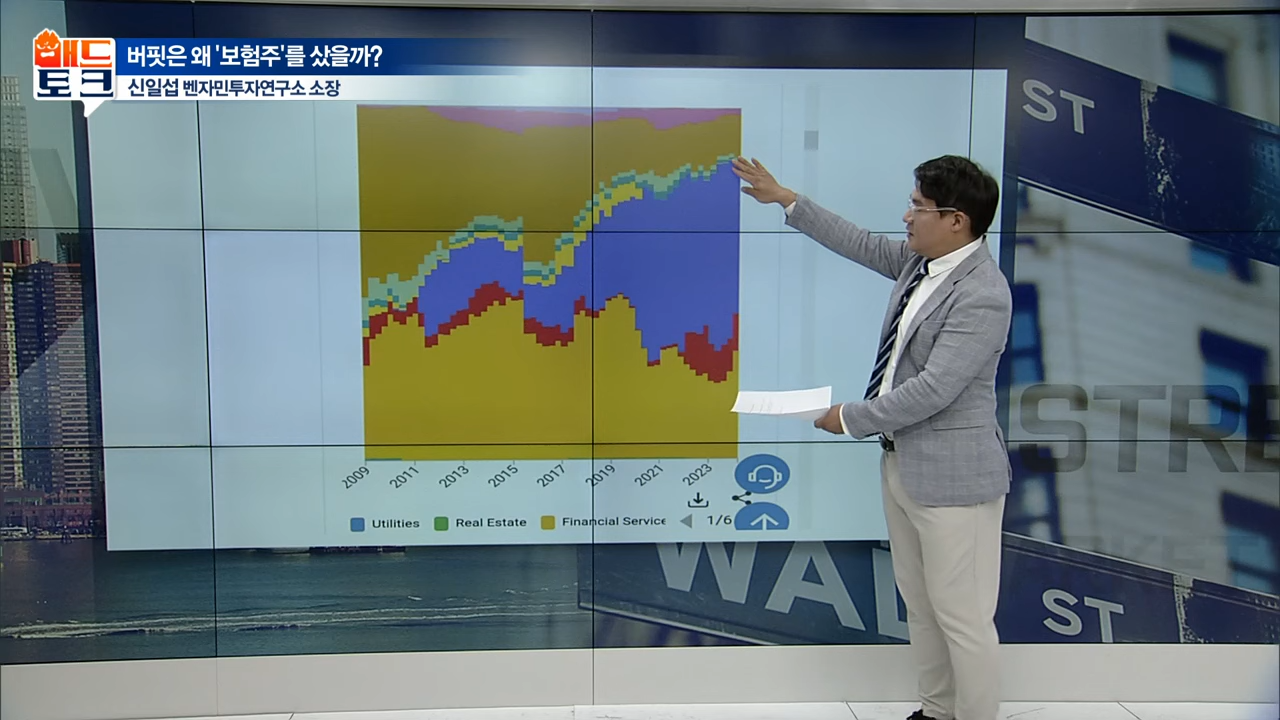 매드
토크
버핏은 왜 '보험주'를 샀을까?
신일섭 벤자민투자연구소 소장
ST
STRE
2009
2011
2013
2015
2017
2019
2021
2023
Utilities
Real Estate
Financial Service
1/6
WAL
ST